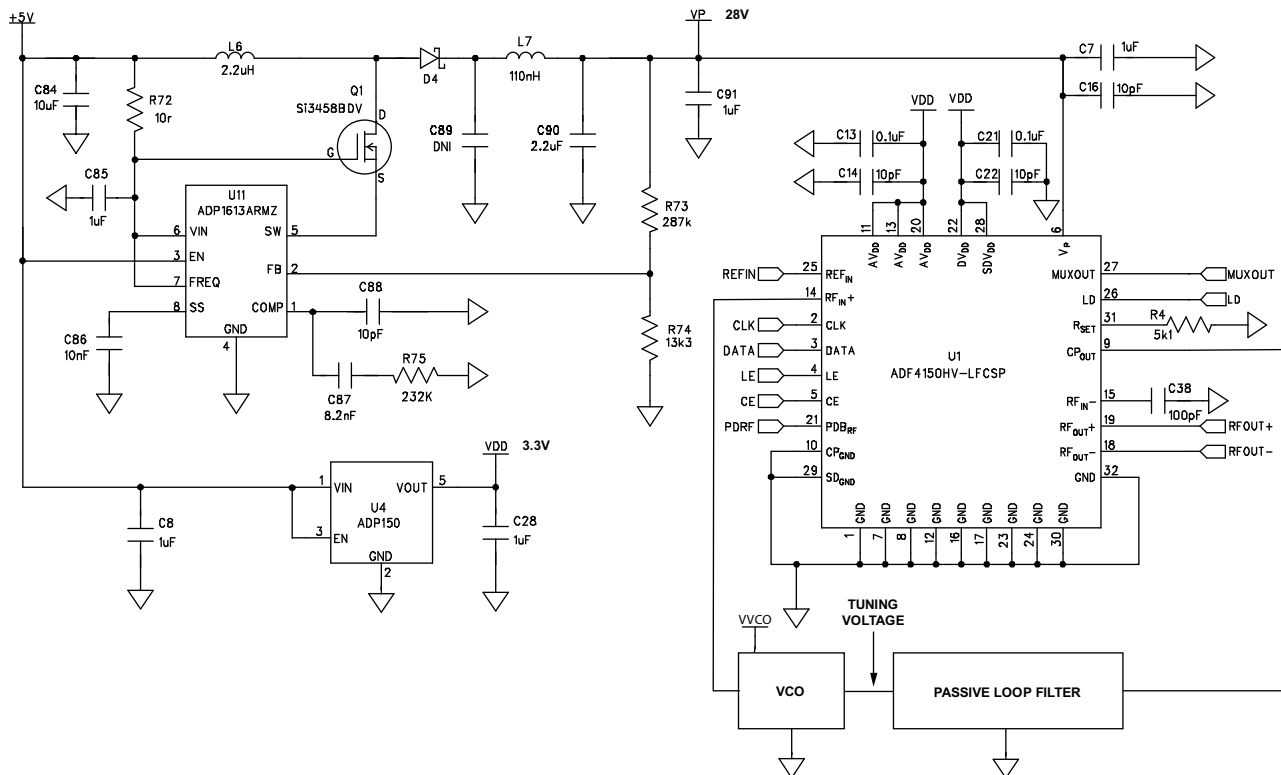 +5V
VP 28V
L6
2.2uH
D4
L7
110nH
C7
1uF
C16
10pF
C84
10uF
R72
10r
Q1
Si3458BDV
D
G
S
C89
DNI
C90
2.2uF
C91
1uF
VDD
VDD
C13
0.1uF
C21
0.1uF
C14
10pF
C22
10pF
C85
1uF
U11
ADP1613ARMZ
6 VIN
SW 5
3 EN
FB 2
7 FREQ
8 SS
COMP 1
GND
4
R73
287k
R74
13k3
C88
10pF
C86
10nF
C87
8.2nF
R75
232K
11 13 20 22 28 6
AVDD AVDD AVDD DVDD SDVDD VP
REFIN 25 REFIN
14 RFIN+
CLK 2 CLK
DATA 3 DATA
LE 4 LE
CE 5 CE
PDRF 21 PDBRF
10 CPGND
29 SDGND
U1
ADF4150HV-LFCSP
MUXOUT 27 MUXOUT
LD 26 LD
RSET 31
R4
5k1
CPOUT 9
RFIN- 15
C38
100pF
RFOUT+ 19 RFOUT+
RFOUT- 18 RFOUT-
GND 32
GND GND GND GND GND GND GND GND GND
1 7 8 12 16 17 23 24 30
VDD 3.3V
1 VIN
VOUT 5
U4
ADP150
3 EN
GND
2
C8
1uF
C28
1uF
TUNING
VOLTAGE
VVCO
VCO
PASSIVE LOOP FILTER